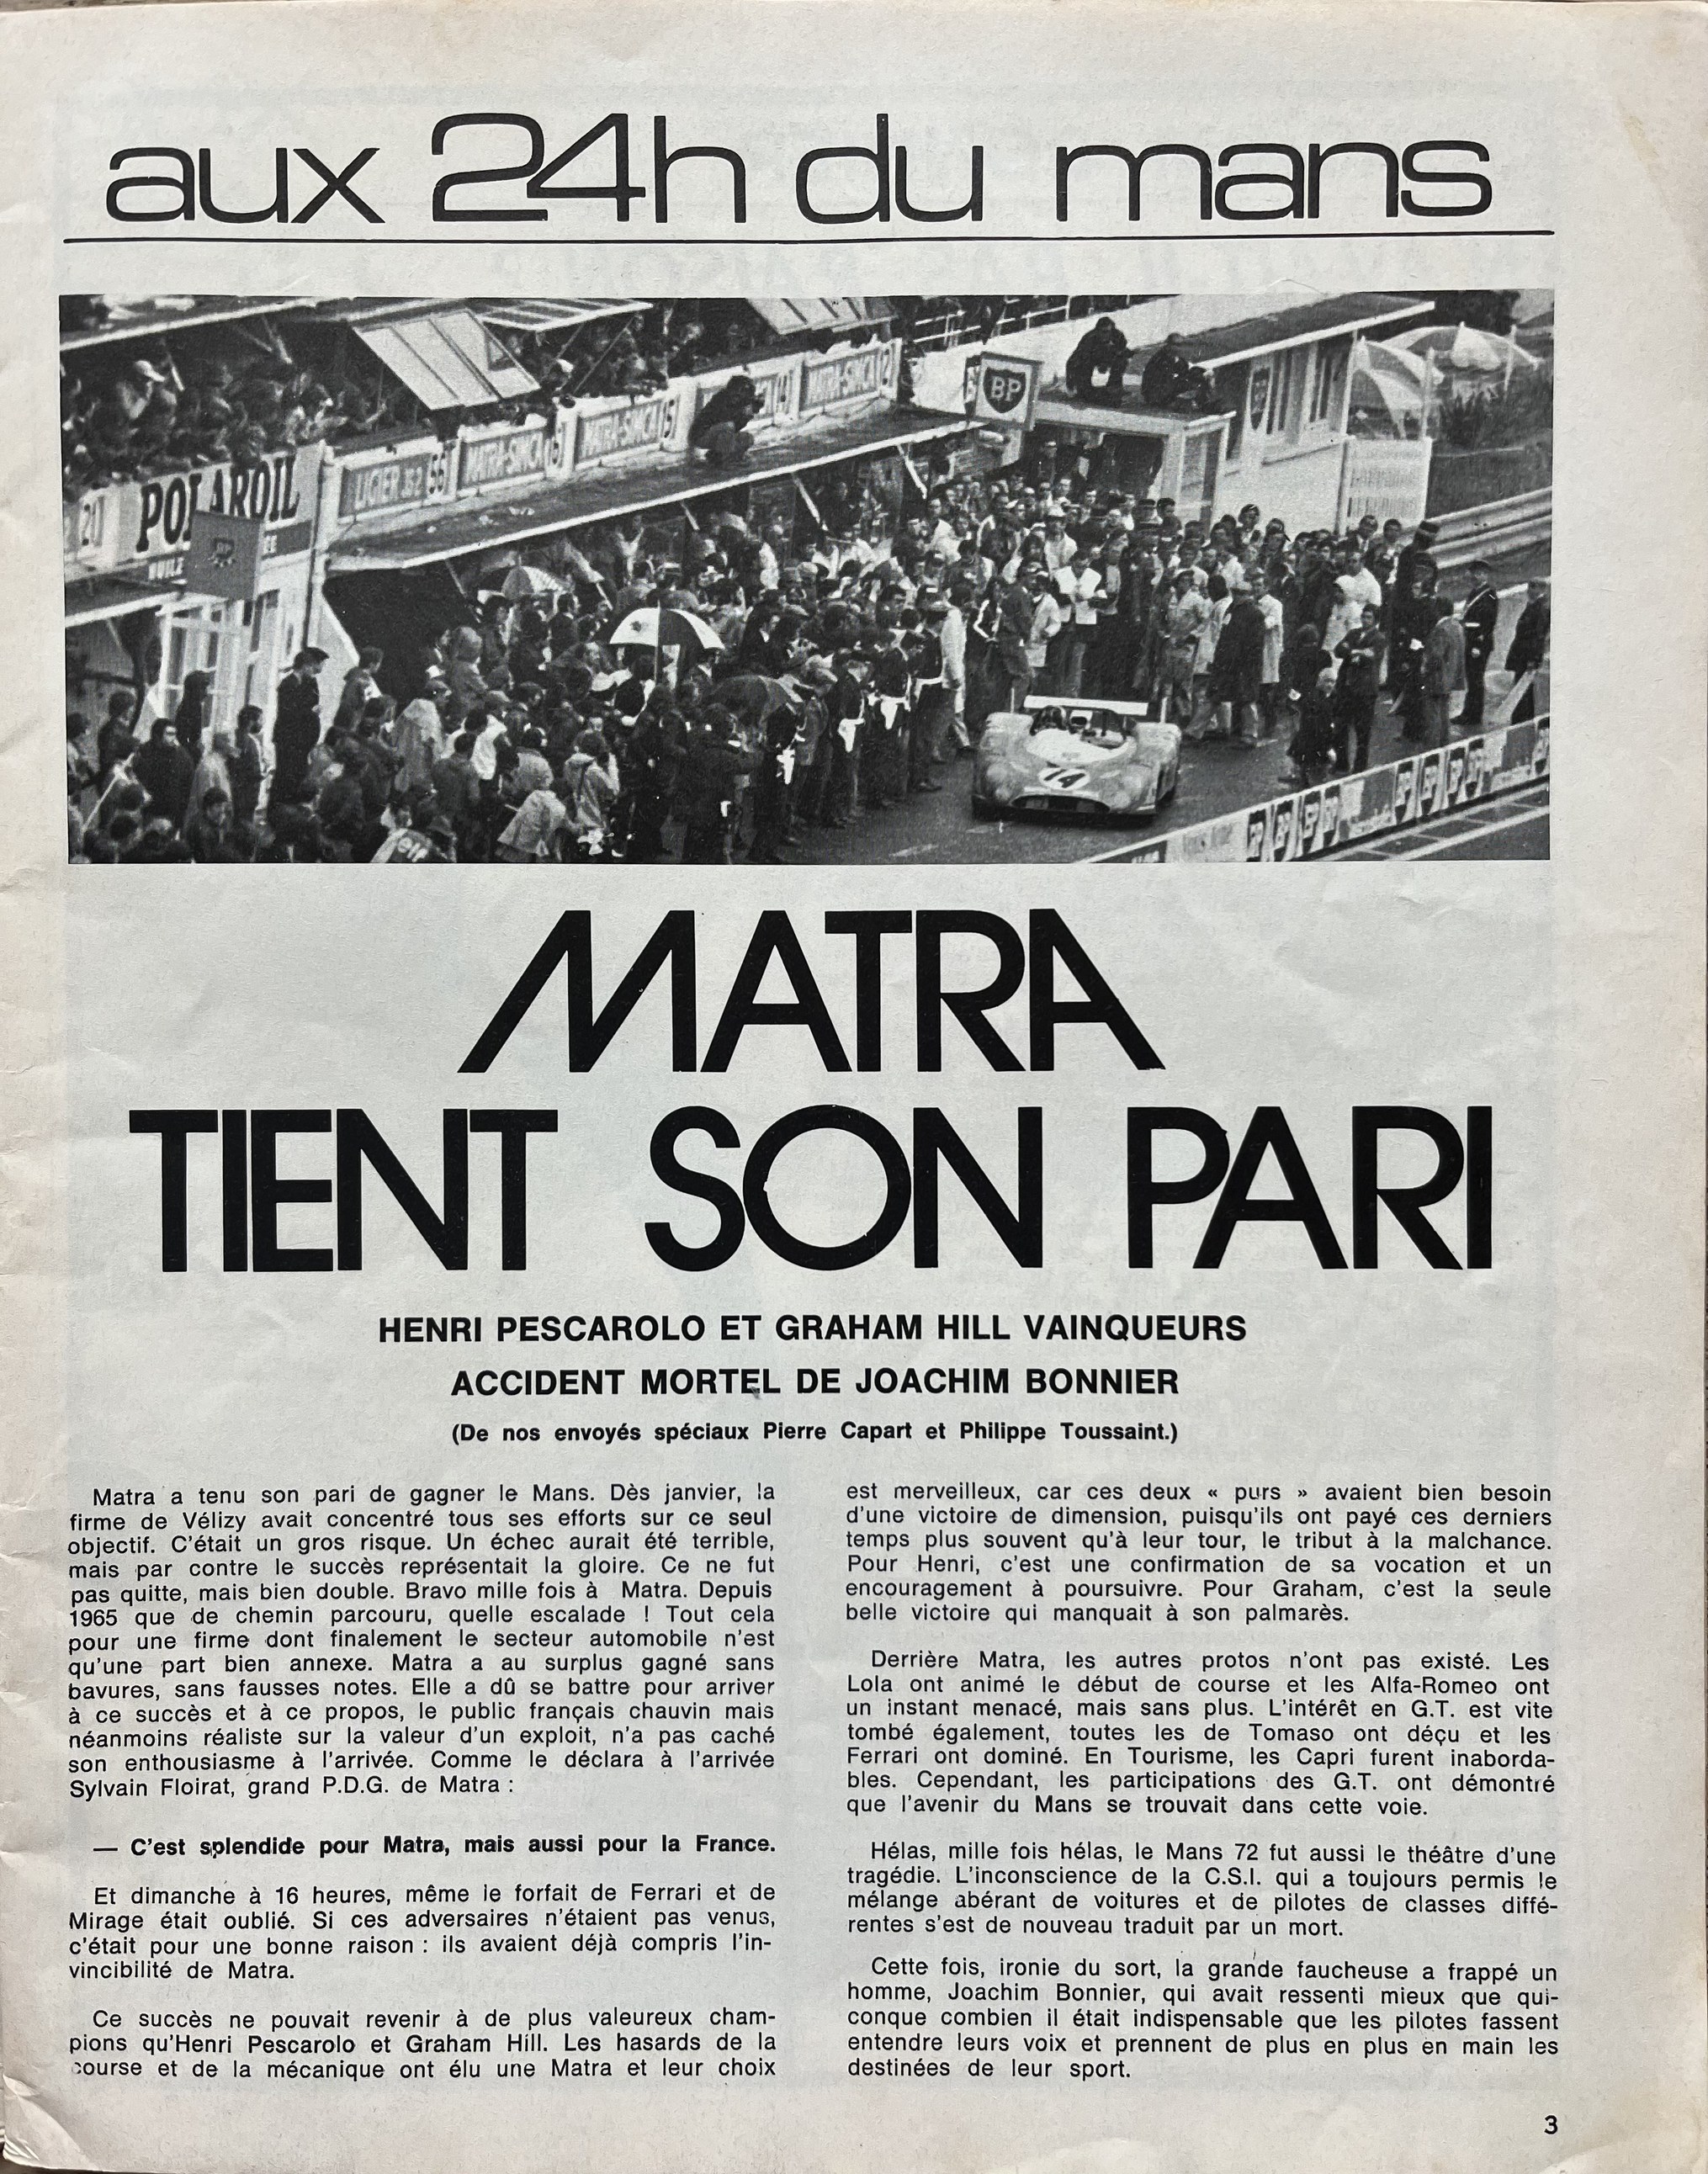 aux 24h du mans
20
POLAROIL
HUILE
BP
LIGIER JS2 56
MATRA-SIMCA 16
MATRA-SIMCA 15
14
MATRA-SIMCA 12
BP
elf
14
BP BP BP BP
BP BP BP BP
MATRA
TIENT SON PARI
HENRI PESCAROLO ET GRAHAM HILL VAINQUEURS
ACCIDENT MORTEL DE JOACHIM BONNIER
(De nos envoyés spéciaux Pierre Capart et Philippe Toussaint.)
Matra a tenu son pari de gagner le Mans. Dès janvier, la
firme de Vélizy avait concentré tous ses efforts sur ce seul
objectif. C'était un gros risque. Un échec aurait été terrible,
mais par contre le succès représentait la gloire. Ce ne fut
pas quitte, mais bien double. Bravo mille fois à Matra. Depuis
1965 que de chemin parcouru, quelle escalade ! Tout cela
pour une firme dont finalement le secteur automobile n'est
qu'une part bien annexe. Matra a au surplus gagné sans
bavures, sans fausses notes. Elle a dû se battre pour arriver
à ce succès et à ce propos, le public français chauvin mais
néanmoins réaliste sur la valeur d'un exploit, n'a pas caché
son enthousiasme à l'arrivée. Comme le déclara à l'arrivée
Sylvain Floirat, grand P.D.G. de Matra :
— C'est splendide pour Matra, mais aussi pour la France.
Et dimanche à 16 heures, même le forfait de Ferrari et de
Mirage était oublié. Si ces adversaires n'étaient pas venus,
c'était pour une bonne raison : ils avaient déjà compris l'in-
vincibilité de Matra.
Ce succès ne pouvait revenir à de plus valeureux cham-
pions qu'Henri Pescarolo et Graham Hill. Les hasards de la
course et de la mécanique ont élu une Matra et leur choix
est merveilleux, car ces deux « purs » avaient bien besoin
d'une victoire de dimension, puisqu'ils ont payé ces derniers
temps plus souvent qu'à leur tour, le tribut à la malchance.
Pour Henri, c'est une confirmation de sa vocation et un
encouragement à poursuivre. Pour Graham, c'est la seule
belle victoire qui manquait à son palmarès.
Derrière Matra, les autres protos n'ont pas existé. Les
Lola ont animé le début de course et les Alfa-Romeo ont
un instant menacé, mais sans plus. L'intérêt en G.T. est vite
tombé également, toutes les de Tomaso ont déçu et les
Ferrari ont dominé. En Tourisme, les Capri furent inaborda-
bles. Cependant, les participations des G.T. ont démontré
que l'avenir du Mans se trouvait dans cette voie.
Hélas, mille fois hélas, le Mans 72 fut aussi le théâtre d'une
tragédie. L'inconscience de la C.S.I. qui a toujours permis le
mélange abérant de voitures et de pilotes de classes diffé-
rentes s'est de nouveau traduit par un mort.
Cette fois, ironie du sort, la grande faucheuse a frappé un
homme, Joachim Bonnier, qui avait ressenti mieux que qui-
conque combien il était indispensable que les pilotes fassent
entendre leurs voix et prennent de plus en plus en main les
destinées de leur sport.
3